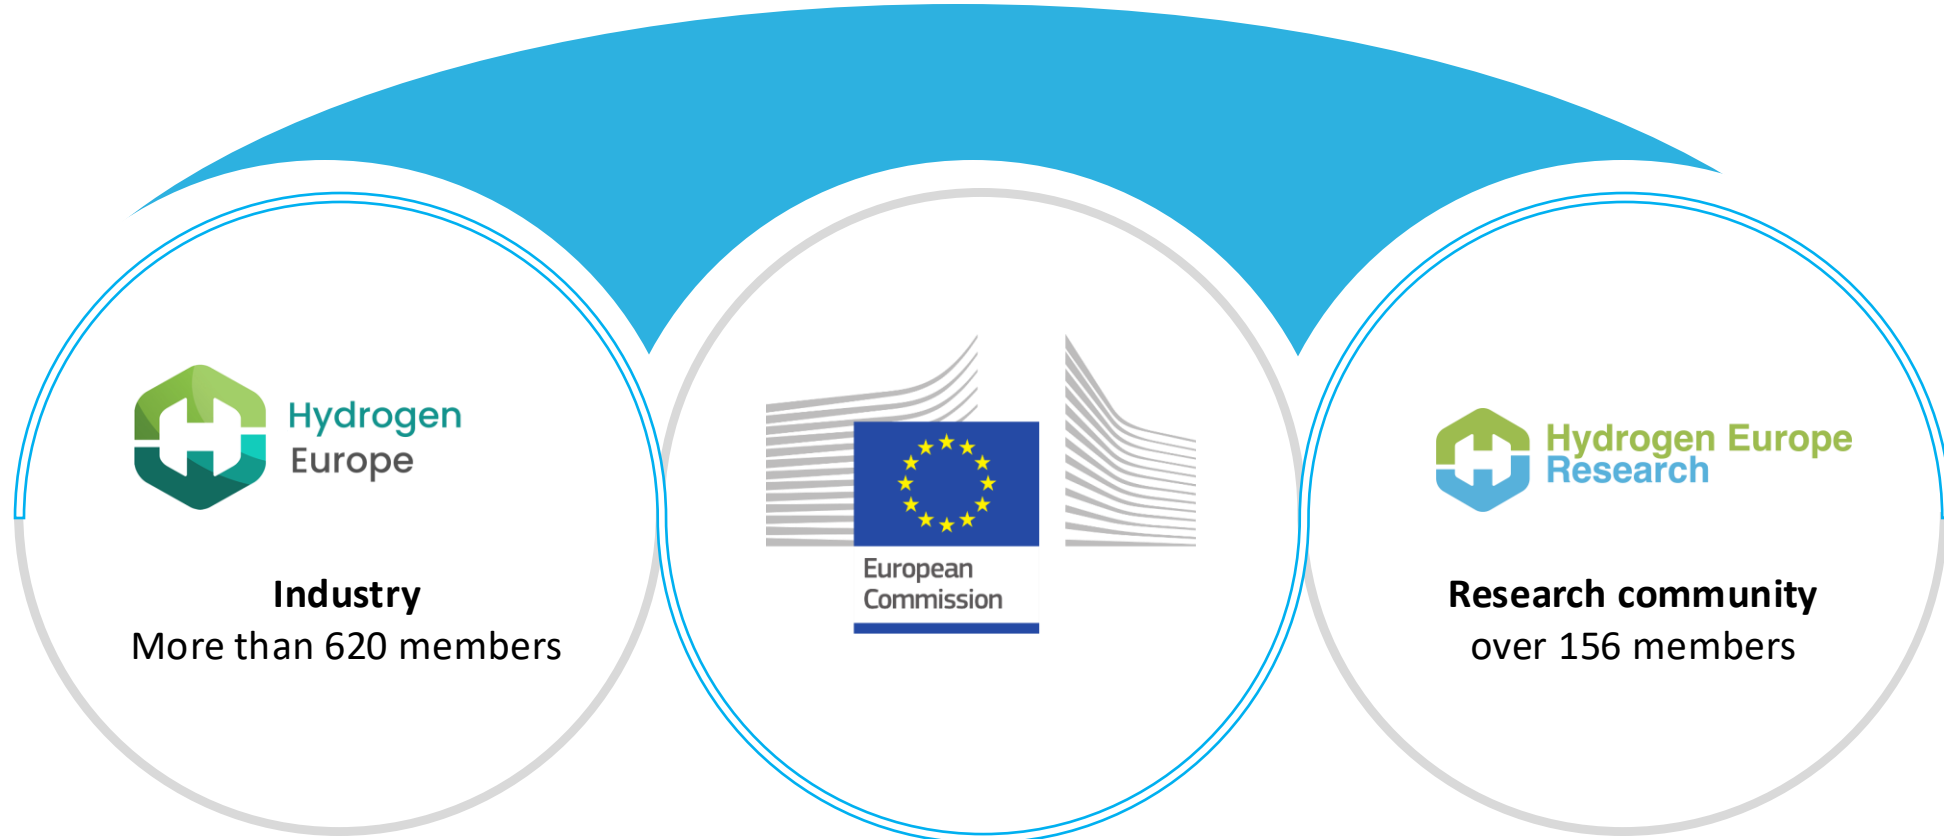 Hydrogen
Europe
Industry
More than 620 members
European
Commission
Hydrogen Europe
Research
Research community
over 156 members